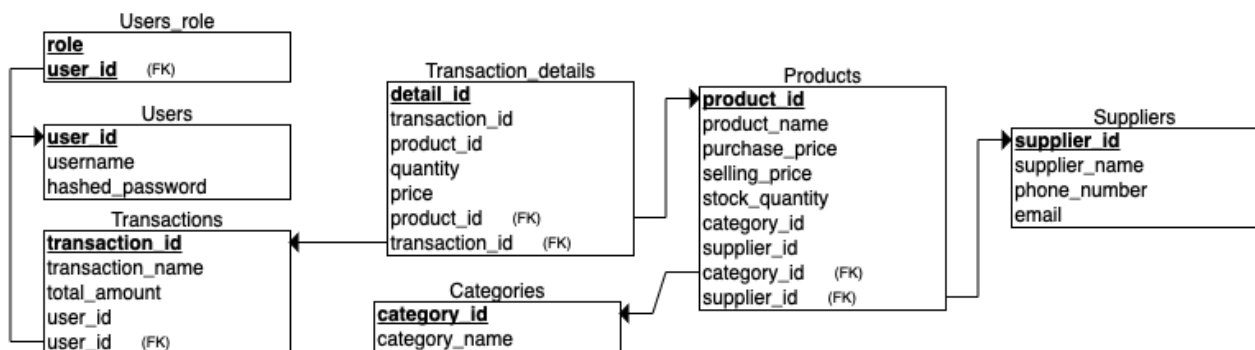 Users_role
role
user_id (FK)
Users
user_id
username
hashed_password
Transactions
transaction_id
transaction_name
total_amount
user_id
user_id (FK)
Transaction_details
detail_id
transaction_id
product_id
quantity
price
product_id (FK)
transaction_id (FK)
Categories
category_id
category_name
Products
product_id
product_name
purchase_price
selling_price
stock_quantity
category_id
supplier_id
category_id (FK)
supplier_id (FK)
Suppliers
supplier_id
supplier_name
phone_number
email